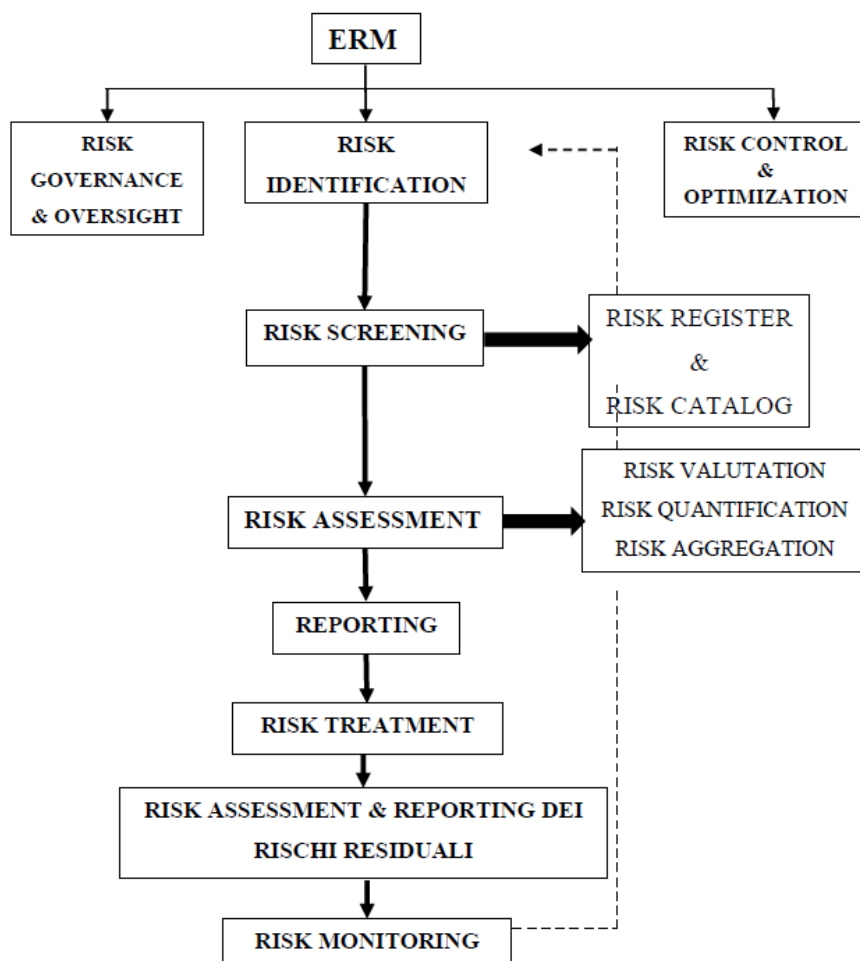 ERM
RISK
GOVERNANCE
& OVERSIGHT
RISK
IDENTIFICATION
RISK CONTROL
&
OPTIMIZATION
RISK SCREENING
RISK REGISTER
&
RISK CATALOG
RISK ASSESSMENT
RISK VALUTATION
RISK QUANTIFICATION
RISK AGGREGATION
REPORTING
RISK TREATMENT
RISK ASSESSMENT & REPORTING DEI
RISCHI RESIDUALI
RISK MONITORING